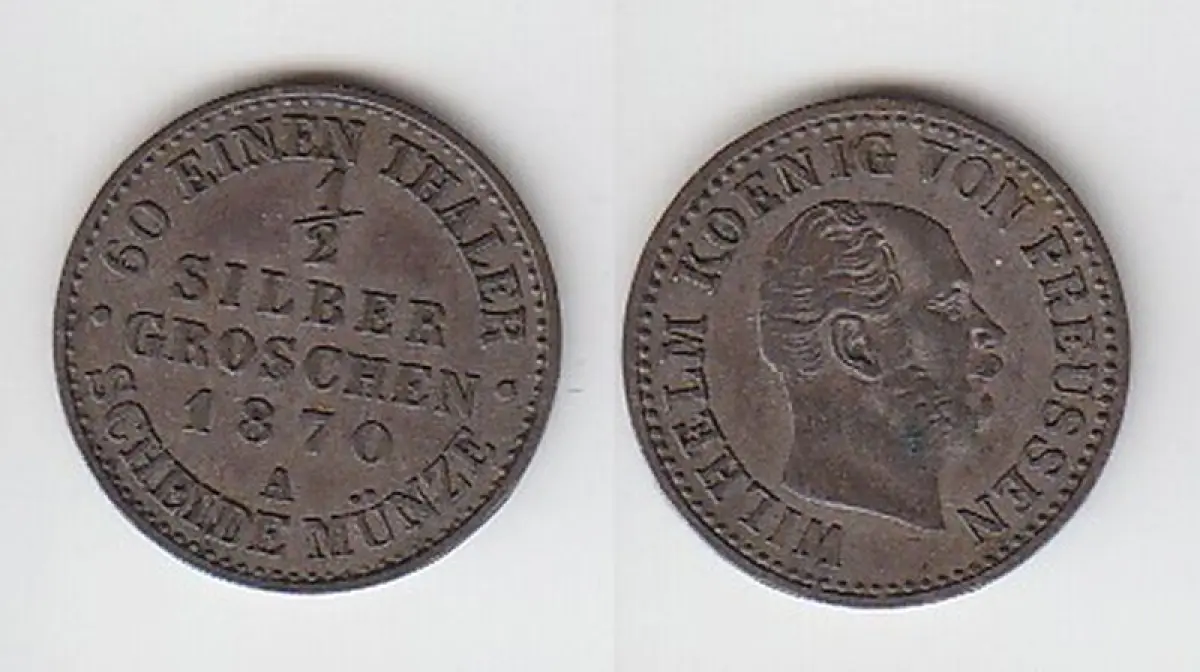 60 EINEN THALER
1/2
SILBER
GROSCHEN
1870
A
SCHEIDE MÜNZE
WILHELM KOENIG VON PREUSSEN